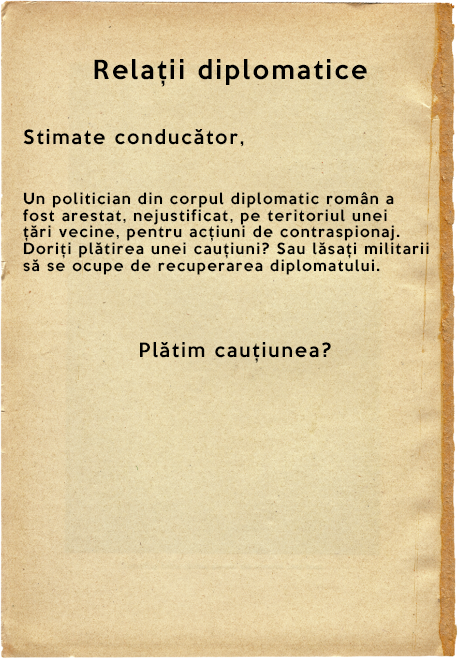 Relații diplomatice
Stimate conducător,
Un politician din corpul diplomatic român a
fost arestat, nejustificat, pe teritoriul unei
țări vecine, pentru acțiuni de contraspionaj.
Doriți plătirea unei cauțiuni? Sau lăsați militarii
să se ocupe de recuperarea diplomatului.
Plătim cauțiunea?